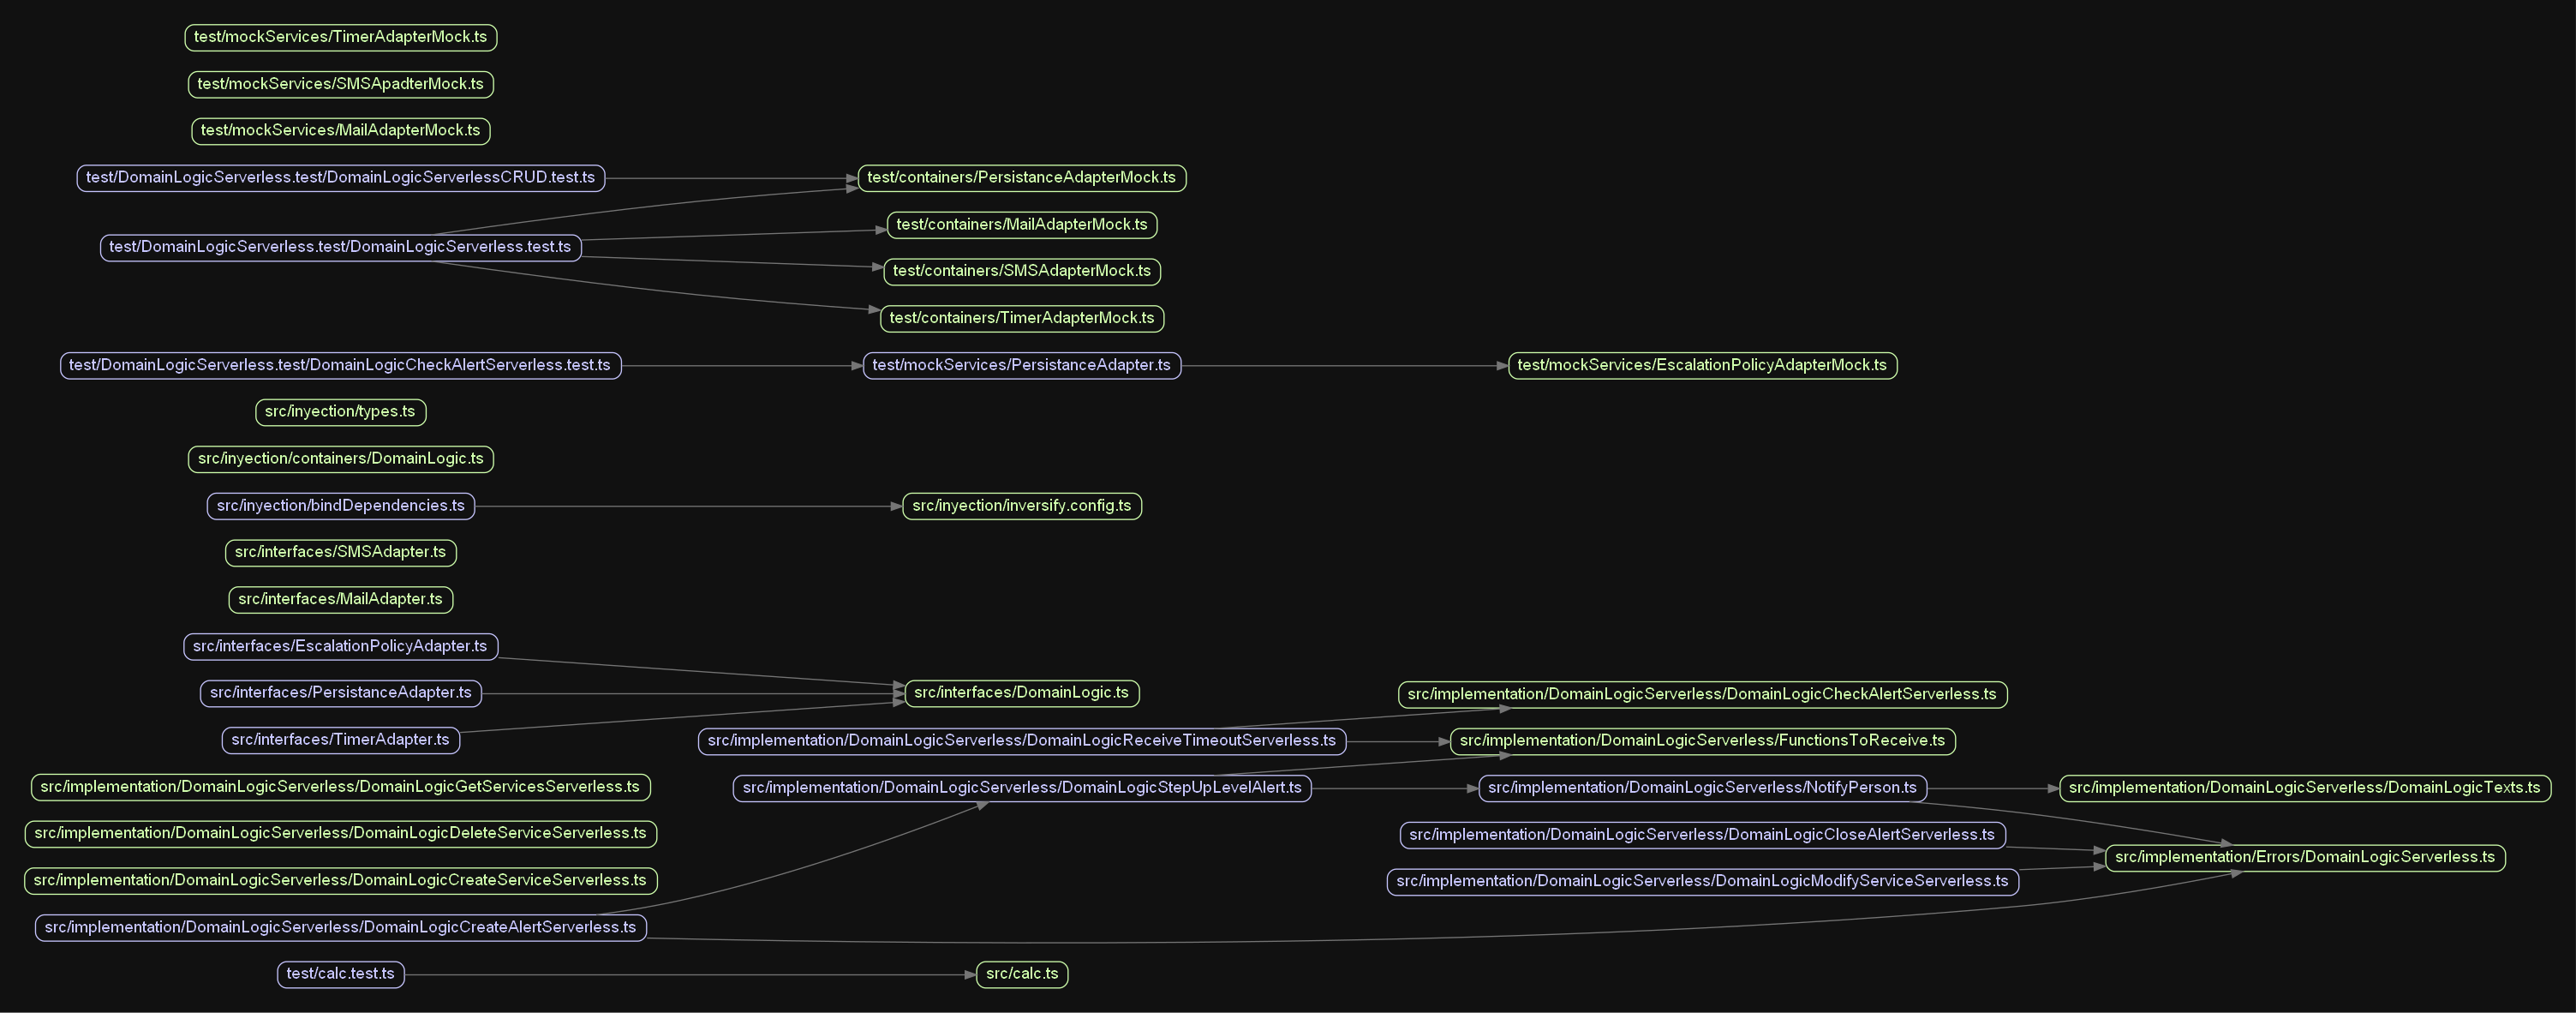 test/mockServices/TimerAdapterMock.ts
test/mockServices/SMSApadterMock.ts
test/mockServices/MailAdapterMock.ts
test/DomainLogicServerless.test/DomainLogicServerlessCRUD.test.ts
test/containers/PersistanceAdapterMock.ts
test/containers/MailAdapterMock.ts
test/DomainLogicServerless.test/DomainLogicServerless.test.ts
test/containers/SMSAdapterMock.ts
test/containers/TimerAdapterMock.ts
test/DomainLogicServerless.test/DomainLogicCheckAlertServerless.test.ts
test/mockServices/PersistanceAdapter.ts
test/mockServices/EscalationPolicyAdapterMock.ts
src/inyection/types.ts
src/inyection/containers/DomainLogic.ts
src/inyection/bindDependencies.ts
src/inyection/inversify.config.ts
src/interfaces/SMSAdapter.ts
src/interfaces/MailAdapter.ts
src/interfaces/EscalationPolicyAdapter.ts
src/interfaces/PersistanceAdapter.ts
src/interfaces/DomainLogic.ts
src/implementation/DomainLogicServerless/DomainLogicCheckAlertServerless.ts
src/interfaces/TimerAdapter.ts
src/implementation/DomainLogicServerless/DomainLogicReceiveTimeoutServerless.ts
src/implementation/DomainLogicServerless/FunctionsToReceive.ts
src/implementation/DomainLogicServerless/DomainLogicGetServicesServerless.ts
src/implementation/DomainLogicServerless/DomainLogicStepUpLevelAlert.ts
src/implementation/DomainLogicServerless/NotifyPerson.ts
src/implementation/DomainLogicServerless/DomainLogicTexts.ts
src/implementation/DomainLogicServerless/DomainLogicDeleteServiceServerless.ts
src/implementation/DomainLogicServerless/DomainLogicCloseAlertServerless.ts
src/implementation/Errors/DomainLogicServerless.ts
src/implementation/DomainLogicServerless/DomainLogicCreateServiceServerless.ts
src/implementation/DomainLogicServerless/DomainLogicModifyServiceServerless.ts
src/implementation/DomainLogicServerless/DomainLogicCreateAlertServerless.ts
test/calc.test.ts
src/calc.ts